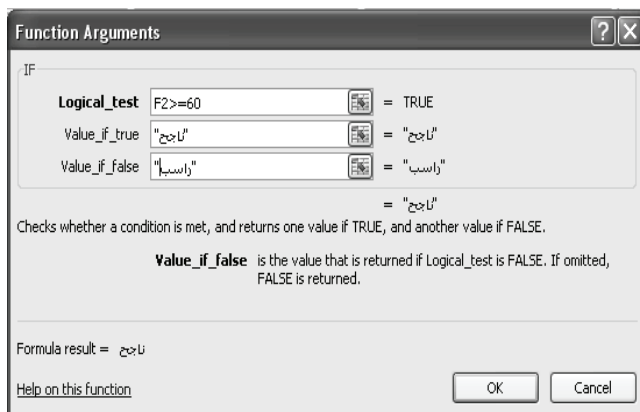 Function Arguments
IF
Logical_test F2>=60 = TRUE
Value_if_true "ناجح" = "ناجح"
Value_if_false "راسب" = "راسب"
= "ناجح"
Checks whether a condition is met, and returns one value if TRUE, and another value if FALSE.
Value_if_false is the value that is returned if Logical_test is FALSE. If omitted,
FALSE is returned.
Formula result = ناجح
Help on this function OK Cancel